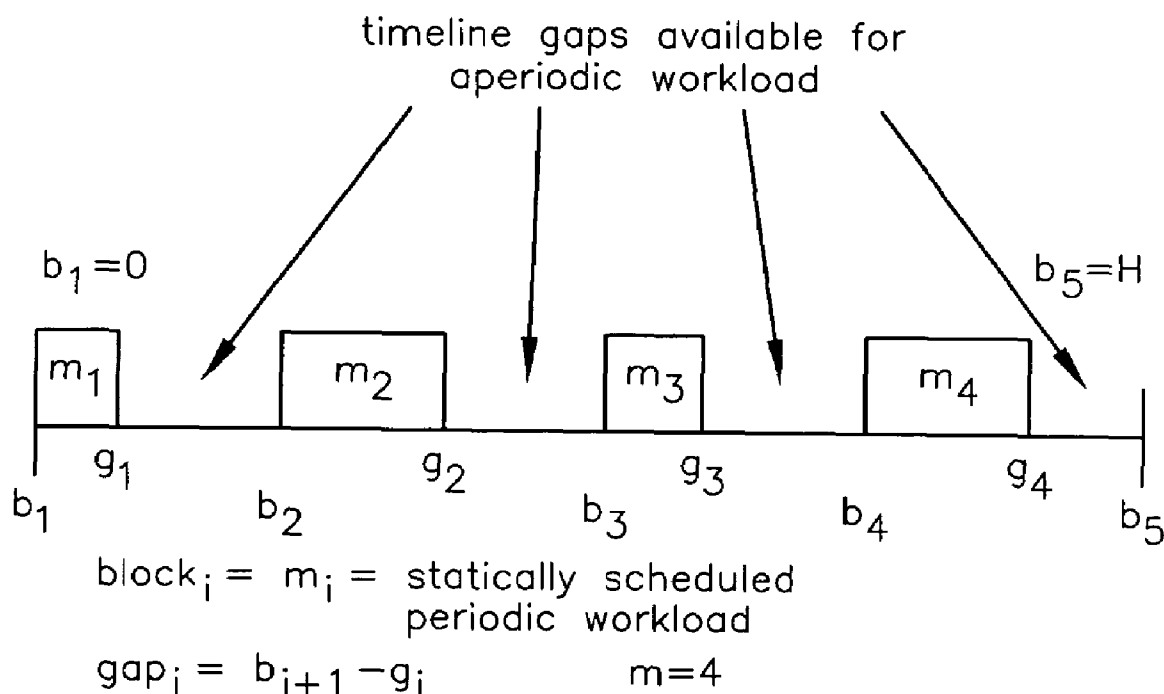 timeline gaps available for
aperiodic workload
b₁=0
b₅=H
m₁ m₂ m₃ m₄
g₁ g₂ g₃ g₄
b₁ b₂ b₃ b₄ b₅
blockᵢ = mᵢ = statically scheduled
periodic workload
gapᵢ = bᵢ₊₁−gᵢ m=4